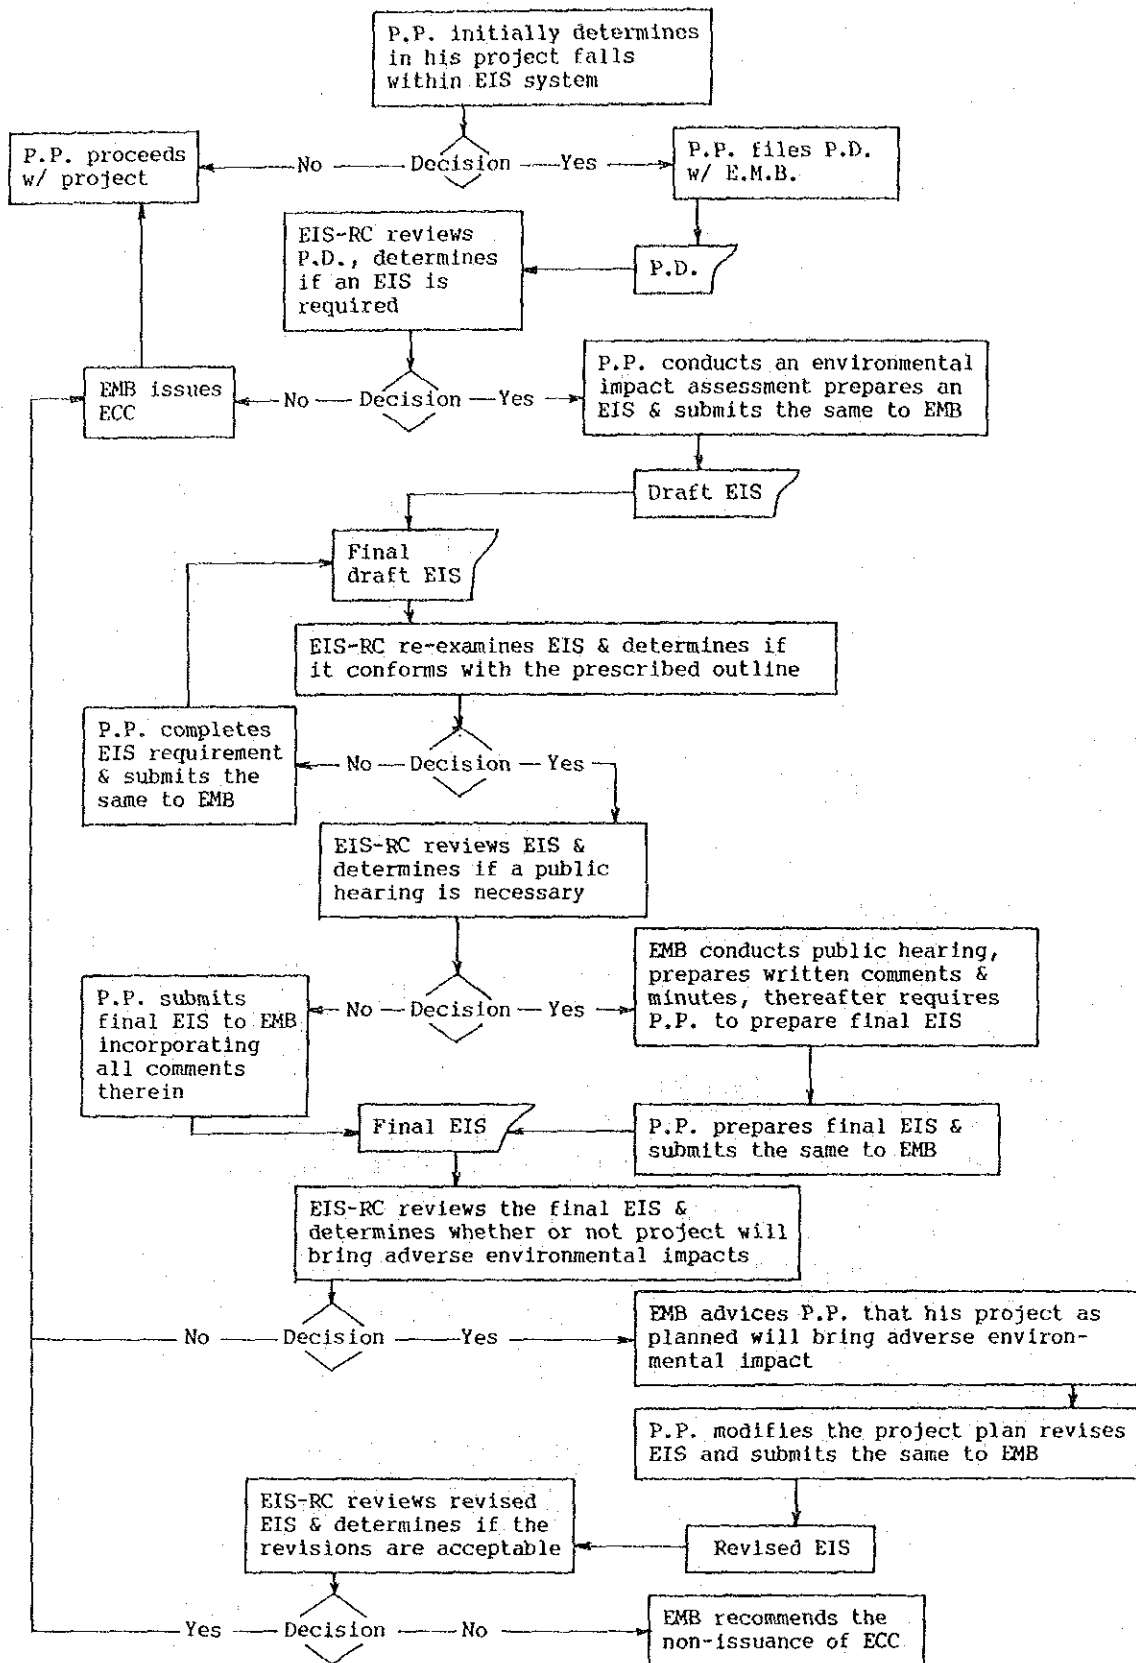 P.P. initially determines
in his project falls
within EIS system
P.P. proceeds
w/ project
No
Decision
Yes
P.P. files P.D.
w/ E.M.B.
EIS-RC reviews
P.D., determines
if an EIS is
required
P.D.
EMB issues
ECC
No
Decision
Yes
P.P. conducts an environmental
impact assessment prepares an
EIS & submits the same to EMB
Draft EIS
Final
draft EIS
EIS-RC re-examines EIS & determines if
it conforms with the prescribed outline
P.P. completes
EIS requirement
& submits the
same to EMB
No
Decision
Yes
EIS-RC reviews EIS &
determines if a public
hearing is necessary
P.P. submits
final EIS to EMB
incorporating
all comments
therein
No
Decision
Yes
EMB conducts public hearing,
prepares written comments &
minutes, thereafter requires
P.P. to prepare final EIS
Final EIS
P.P. prepares final EIS &
submits the same to EMB
EIS-RC reviews the final EIS &
determines whether or not project will
bring adverse environmental impacts
No
Decision
Yes
EMB advices P.P. that his project as
planned will bring adverse environ-
mental impact
P.P. modifies the project plan revises
EIS and submits the same to EMB
EIS-RC reviews revised
EIS & determines if the
revisions are acceptable
Revised EIS
Yes
Decision
No
EMB recommends the
non-issuance of ECC